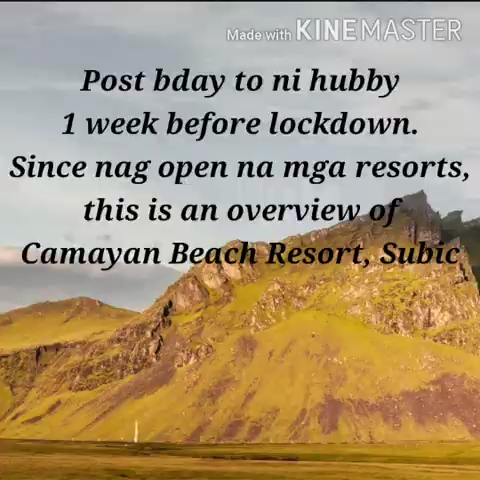 Made with KINEMASTER
Post bday to ni hubby
1 week before lockdown.
Since nag open na mga resorts,
this is an overview of
Camayan Beach Resort, Subic